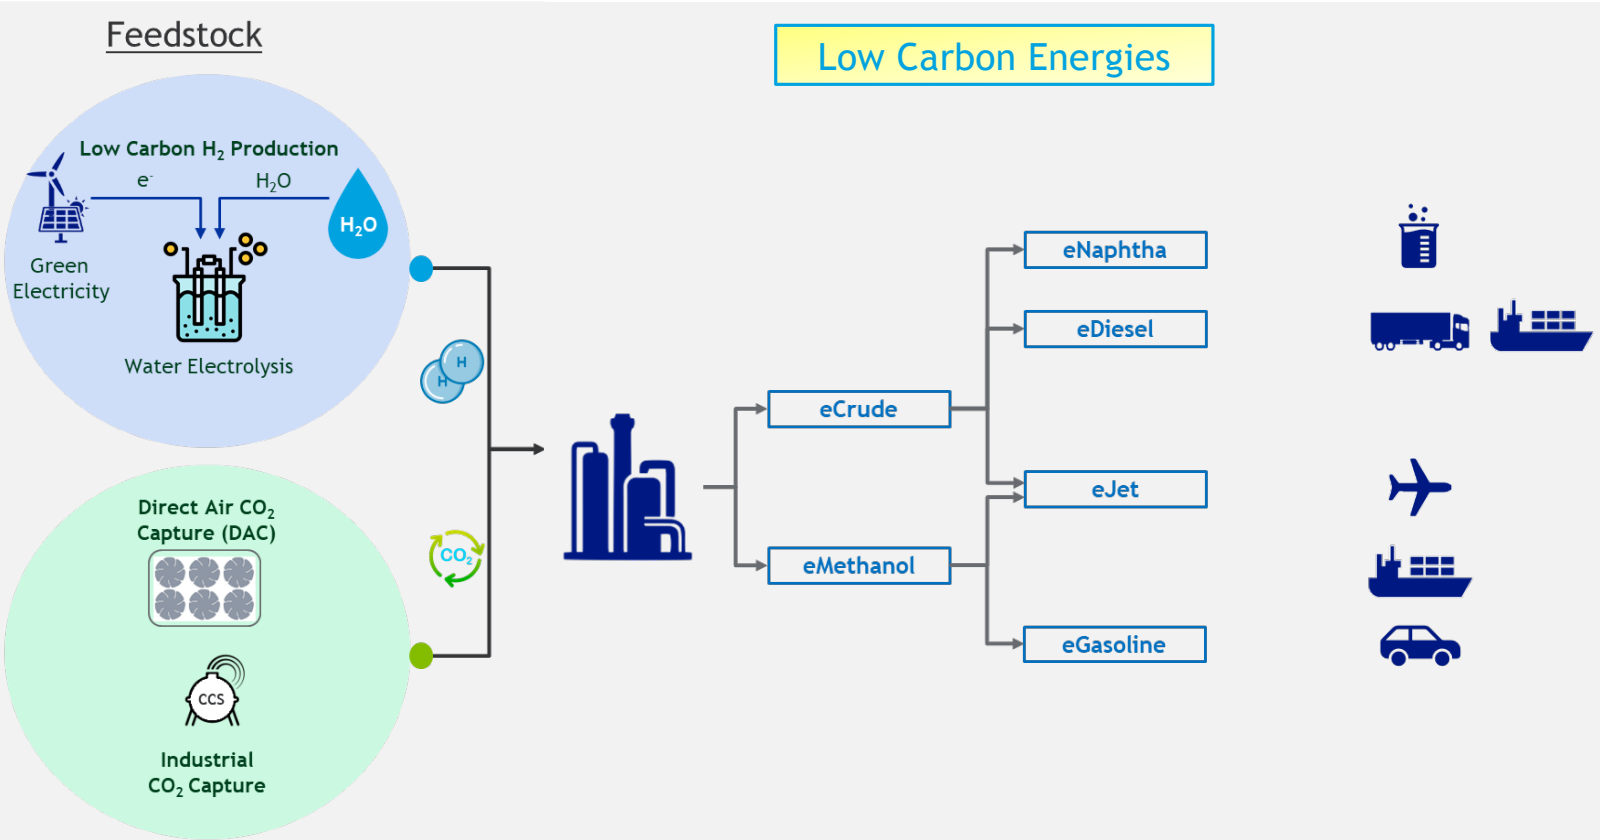 Feedstock
Low Carbon Energies
Low Carbon H₂ Production
e⁻
H₂O
H₂O
Green
Electricity
Water Electrolysis
H
H
CO₂
Direct Air CO₂
Capture (DAC)
CCS
Industrial
CO₂ Capture
eCrude
eMethanol
eNaphtha
eDiesel
eJet
eGasoline